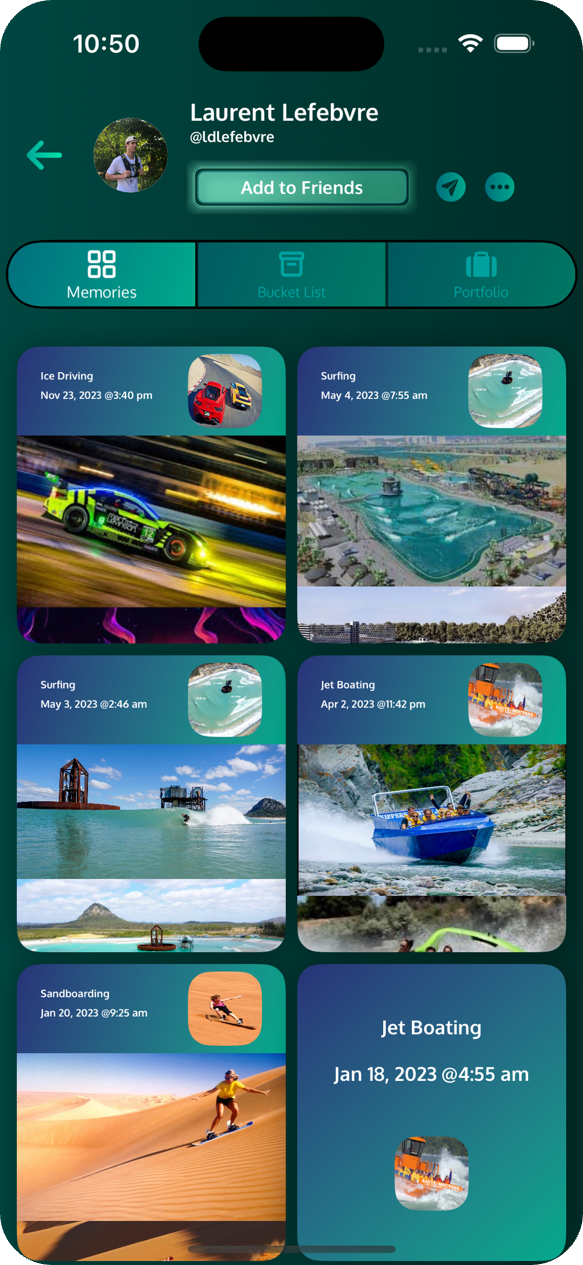 10:50
Laurent Lefebvre
@ldlefebvre
Add to Friends
Memories
Bucket List
Portfolio
Ice Driving
Nov 23, 2023 @3:40 pm
Surfing
May 4, 2023 @7:55 am
Surfing
May 3, 2023 @2:46 am
Jet Boating
Apr 2, 2023 @11:42 pm
Sandboarding
Jan 20, 2023 @9:25 am
Jet Boating
Jan 18, 2023 @4:55 am